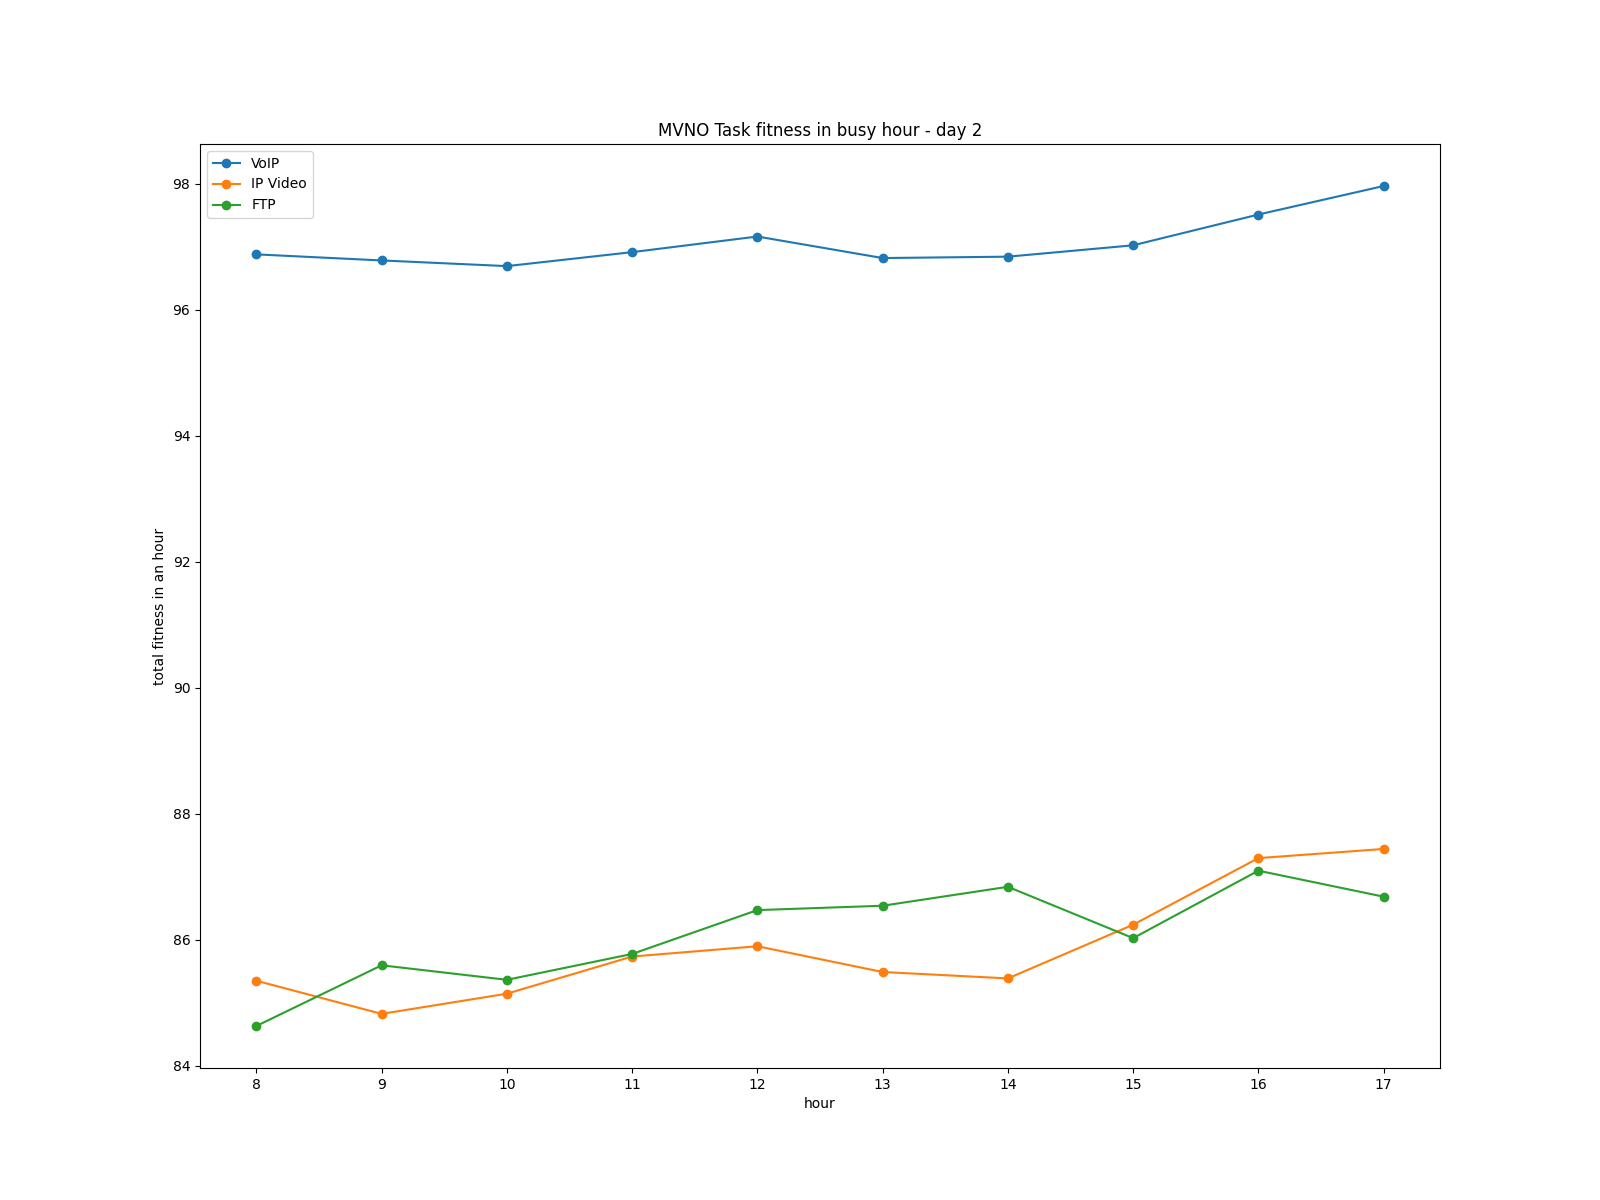 MVNO Task fitness in busy hour - day 2
VoIP
IP Video
FTP
98
96
94
92
90
88
86
84
total fitness in an hour
8 9 10 11 12 13 14 15 16 17
hour